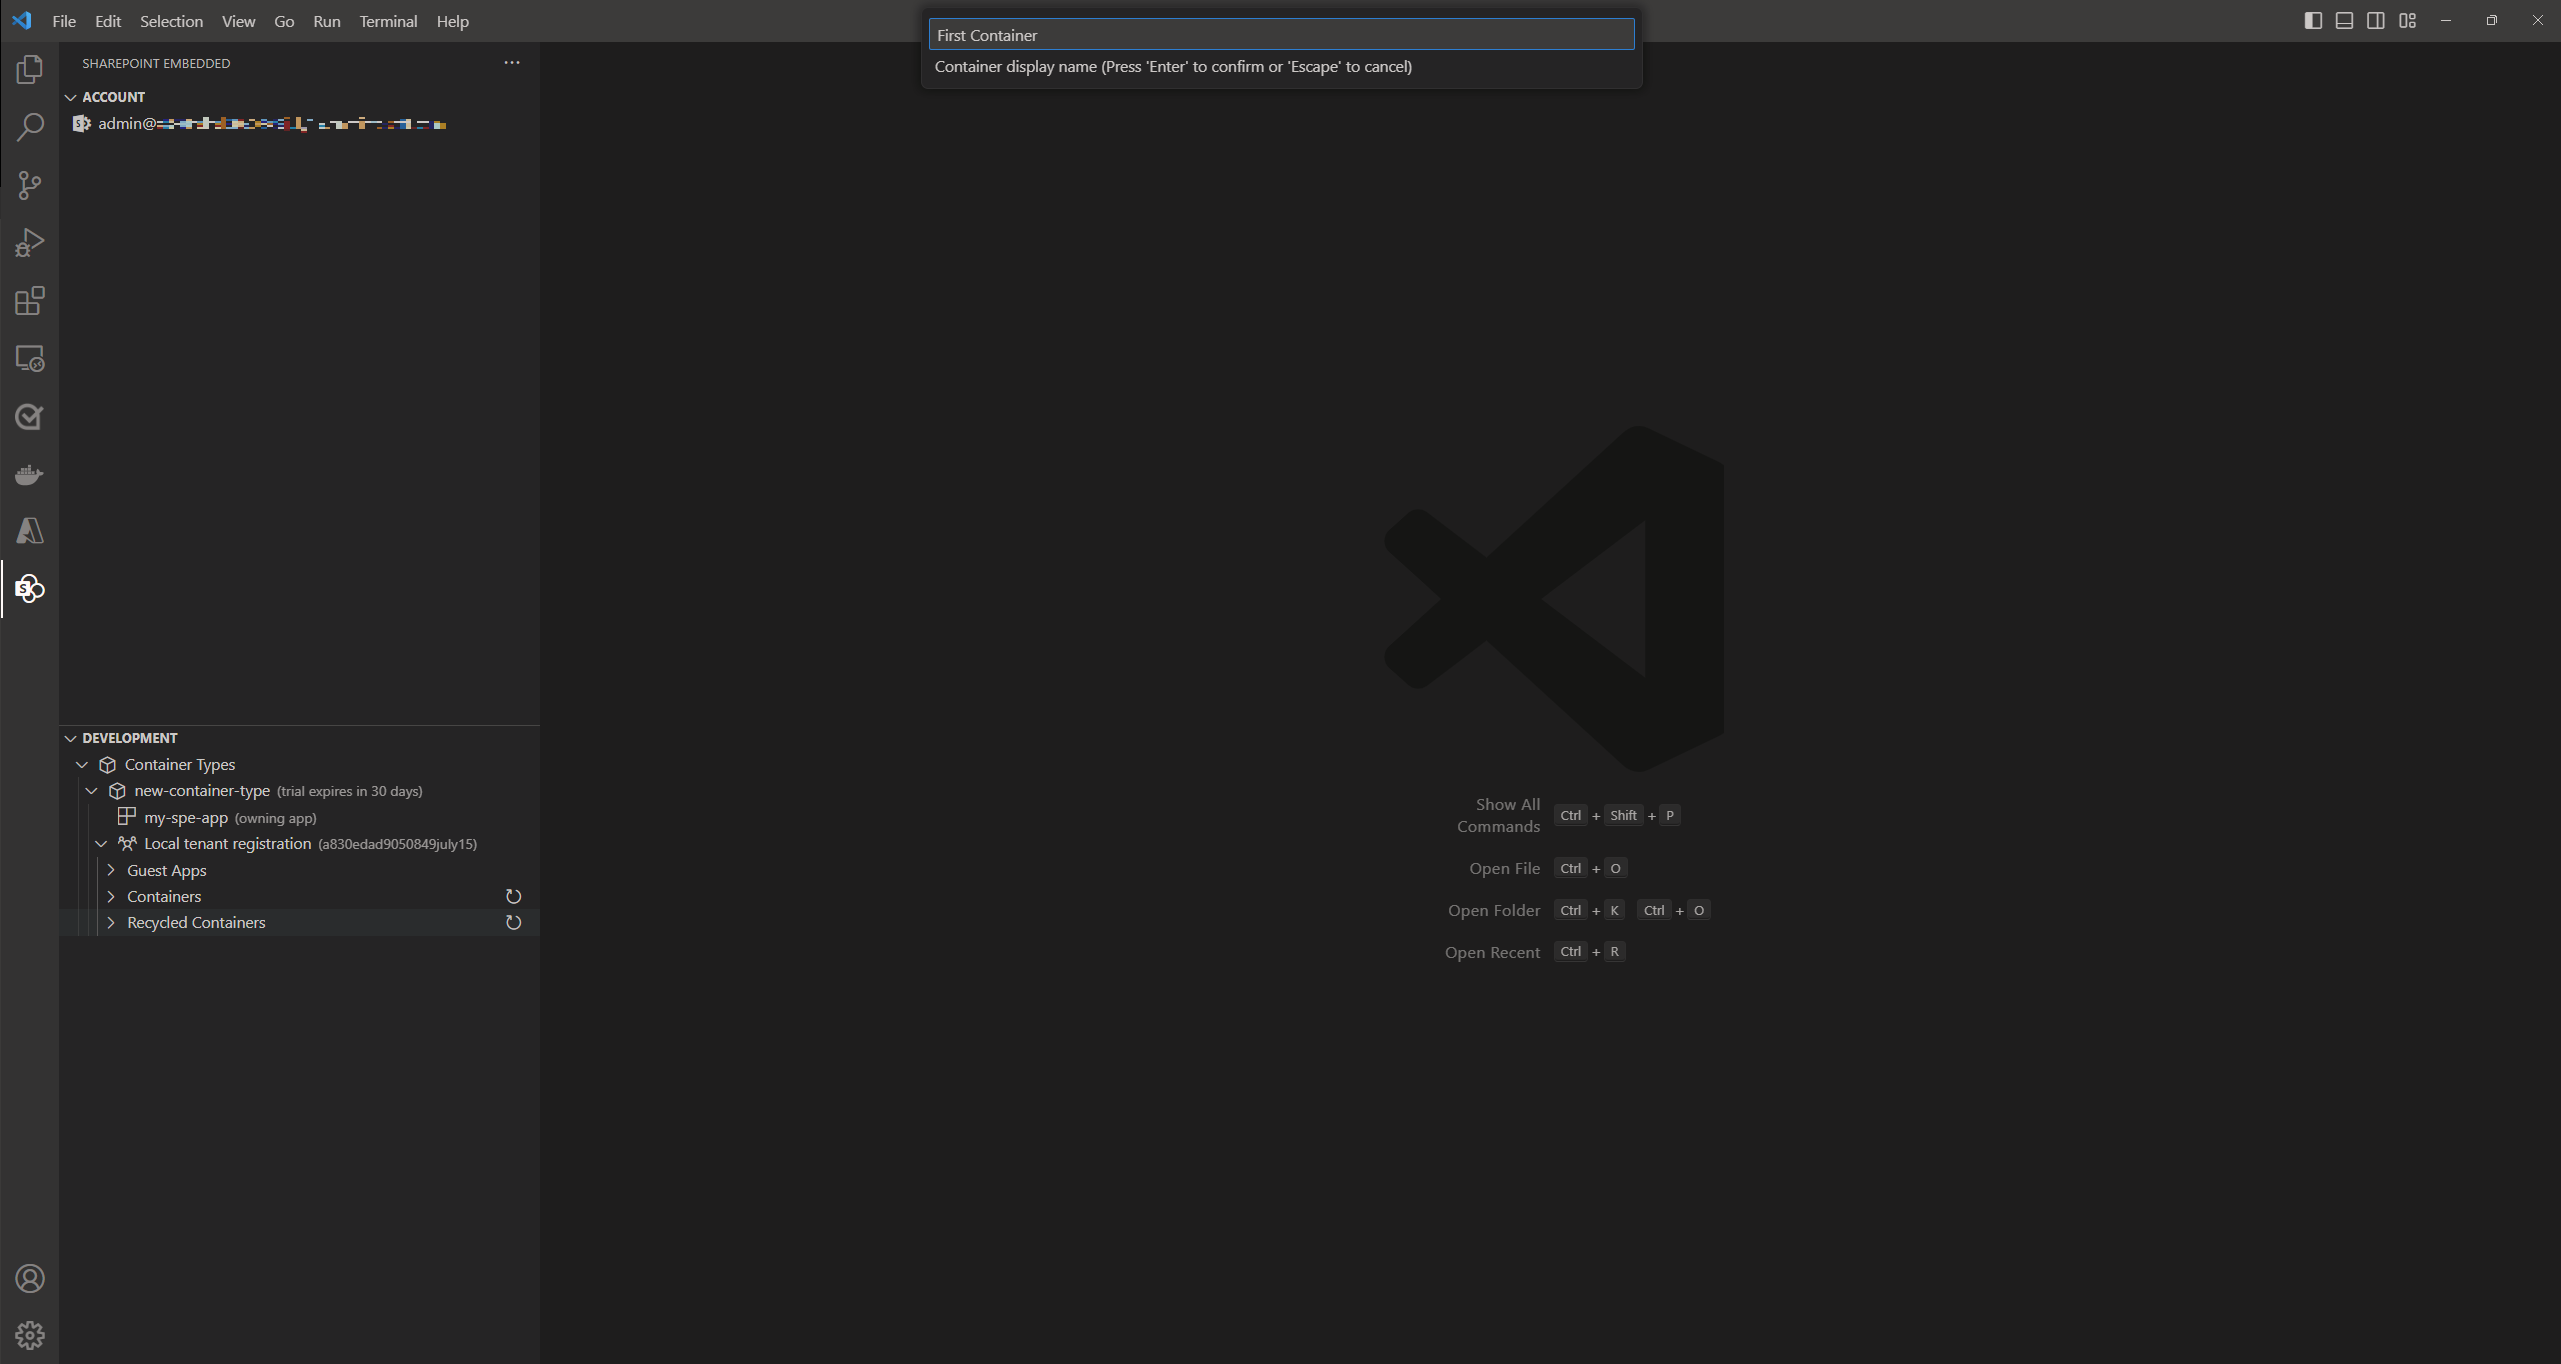 File Edit Selection View Go Run Terminal Help
First Container
Container display name (Press 'Enter' to confirm or 'Escape' to cancel)
SHAREPOINT EMBEDDED
ACCOUNT
admin@
DEVELOPMENT
Container Types
new-container-type (trial expires in 30 days)
my-spe-app (owning app)
Local tenant registration (a830edad9050849july15)
Guest Apps
Containers
Recycled Containers
Show All Commands Ctrl + Shift + P
Open File Ctrl + O
Open Folder Ctrl + K Ctrl + O
Open Recent Ctrl + R